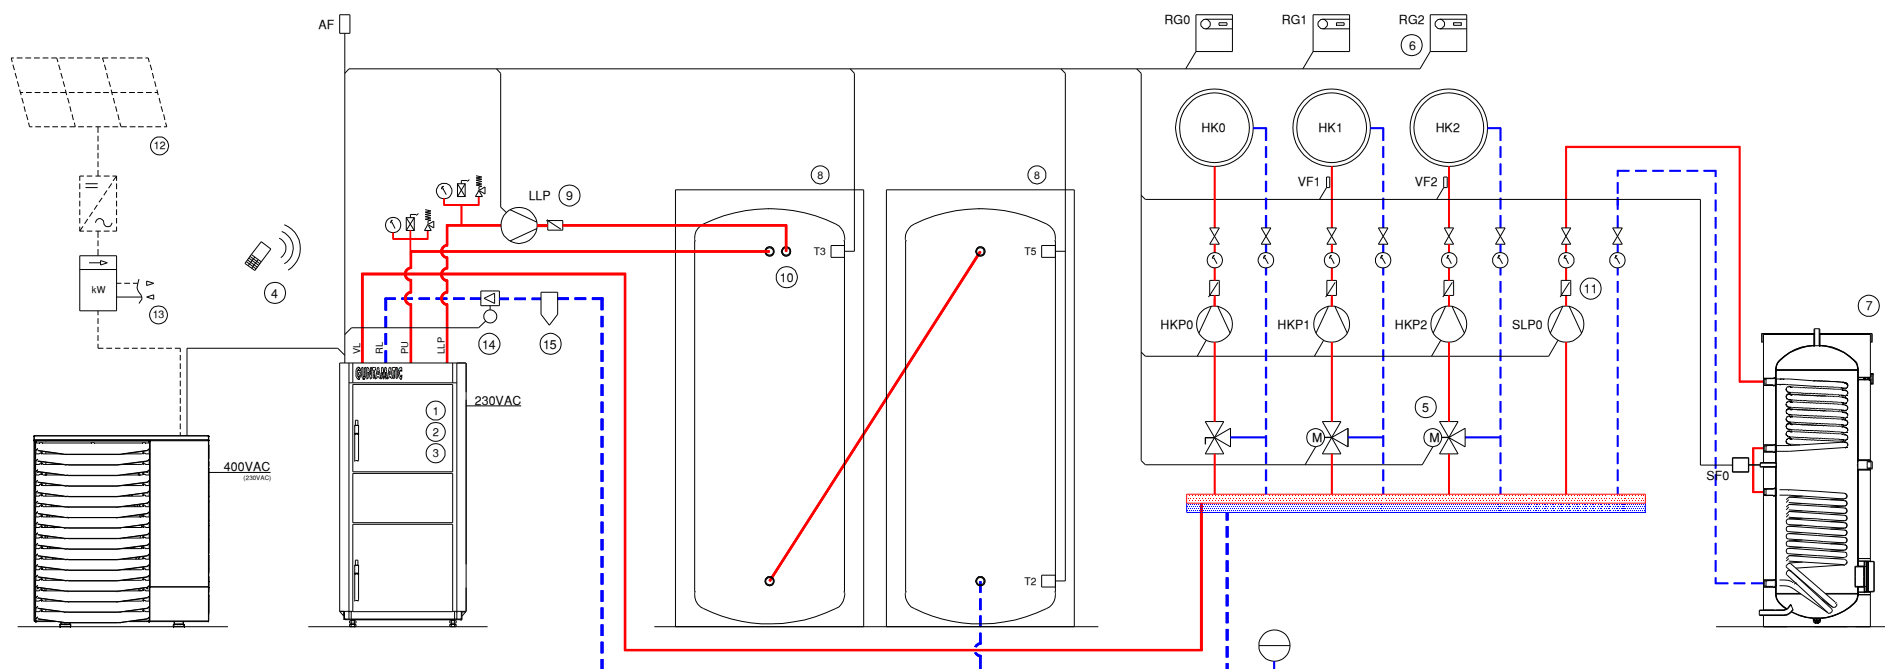 AF
RG0
RG1
RG2
6
12
HK0
HK1
HK2
8
8
LLP
9
VF1
VF2
T3
T5
10
4
kW
13
11
7
HKP0
HKP1
HKP2
SLP0
14
15
VL
RL
PU
LLP
GUNTAMATIC
230VAC
1
2
3
5
M
M
400VAC
(230VAC)
SF0
T2